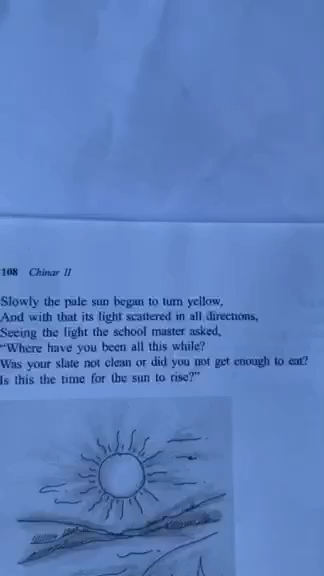 108 Chinar II
Slowly the pale sun began to turn yellow,
And with that its light scattered in all directions,
Seeing the light the school master asked,
"Where have you been all this while?
Was your slate not clean or did you not get enough to eat?
Is this the time for the sun to rise?"